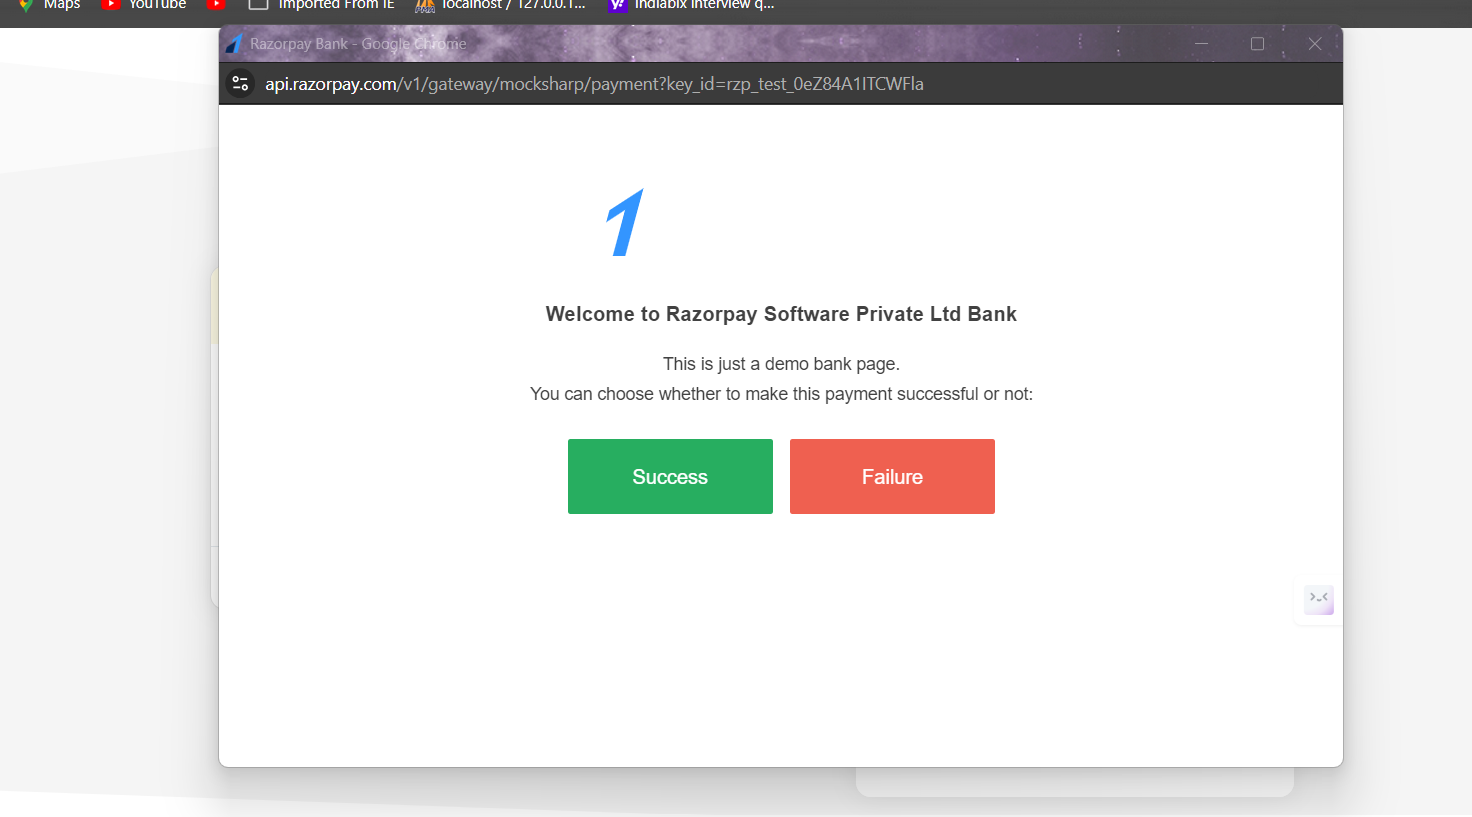 Maps YouTube Imported From IE localhost / 127.0.0.1... Indiabix interview q...
Razorpay Bank - Google Chrome
api.razorpay.com/v1/gateway/mocksharp/payment?key_id=rzp_test_0eZ84A1ITCWFla
Welcome to Razorpay Software Private Ltd Bank
This is just a demo bank page.
You can choose whether to make this payment successful or not:
Success Failure